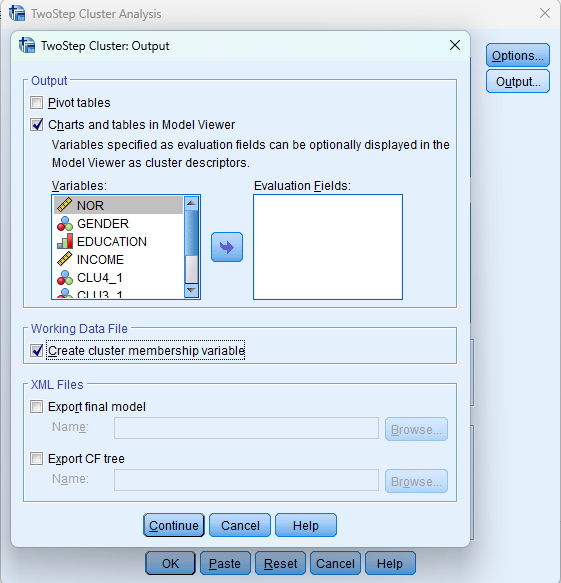 TwoStep Cluster Analysis
TwoStep Cluster: Output
Options...
Output...
Output
Pivot tables
Charts and tables in Model Viewer
Variables specified as evaluation fields can be optionally displayed in the
Model Viewer as cluster descriptors.
Variables:
Evaluation Fields:
NOR
GENDER
EDUCATION
INCOME
CLU4_1
CLU3_1
Working Data File
Create cluster membership variable
XML Files
Export final model
Name:
Browse...
Export CF tree
Name:
Browse...
Continue
Cancel
Help
OK
Paste
Reset
Cancel
Help